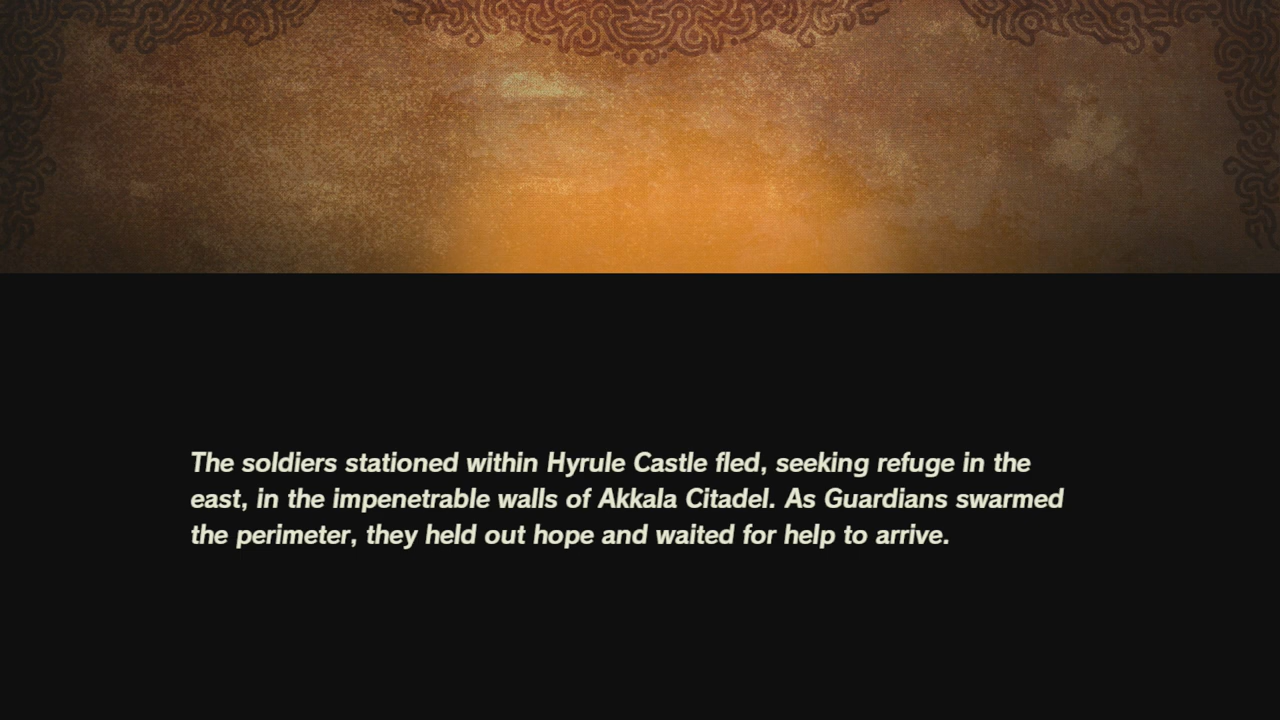 The soldiers stationed within Hyrule Castle fled, seeking refuge in the
east, in the impenetrable walls of Akkala Citadel. As Guardians swarmed
the perimeter, they held out hope and waited for help to arrive.